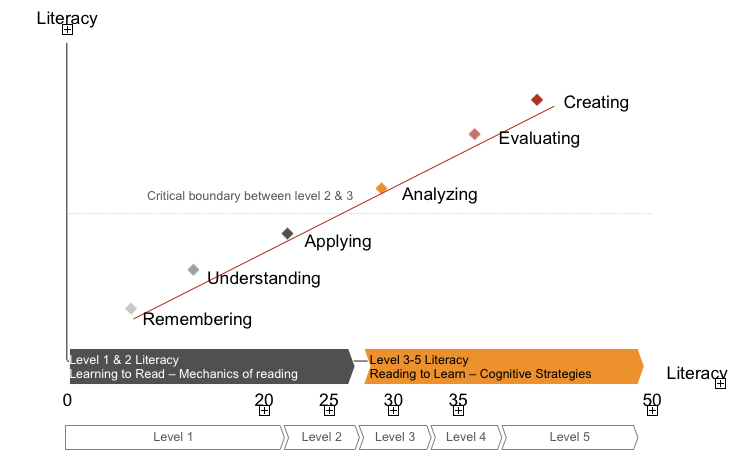 Literacy
Creating
Evaluating
Critical boundary between level 2 & 3
Analyzing
Applying
Understanding
Remembering
Level 1 & 2 Literacy
Learning to Read – Mechanics of reading
Level 3-5 Literacy
Reading to Learn – Cognitive Strategies
Literacy
0 20 25 30 35 50
Level 1 Level 2 Level 3 Level 4 Level 5